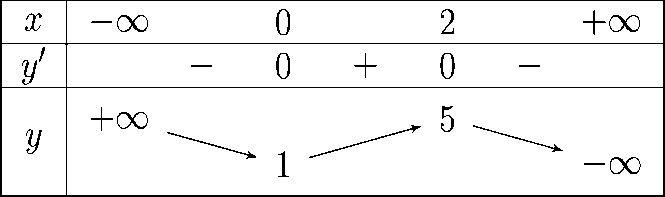 x −∞ 0 2 +∞
y′ − 0 + 0 −
+∞ 5
y
1 −∞